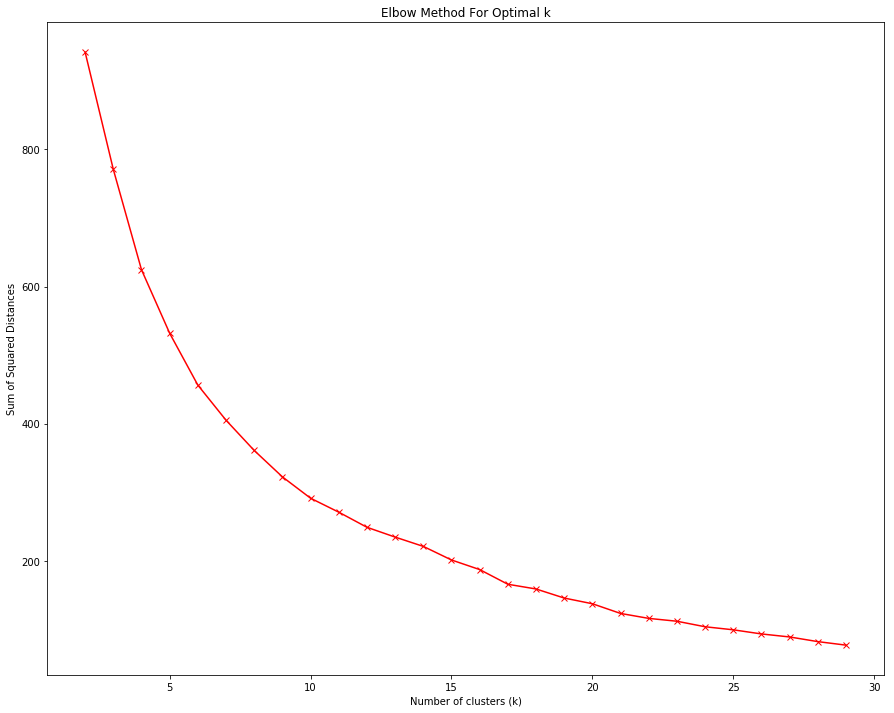 Elbow Method For Optimal k
800
600
400
200
Sum of Squared Distances
5 10 15 20 25 30
Number of clusters (k)